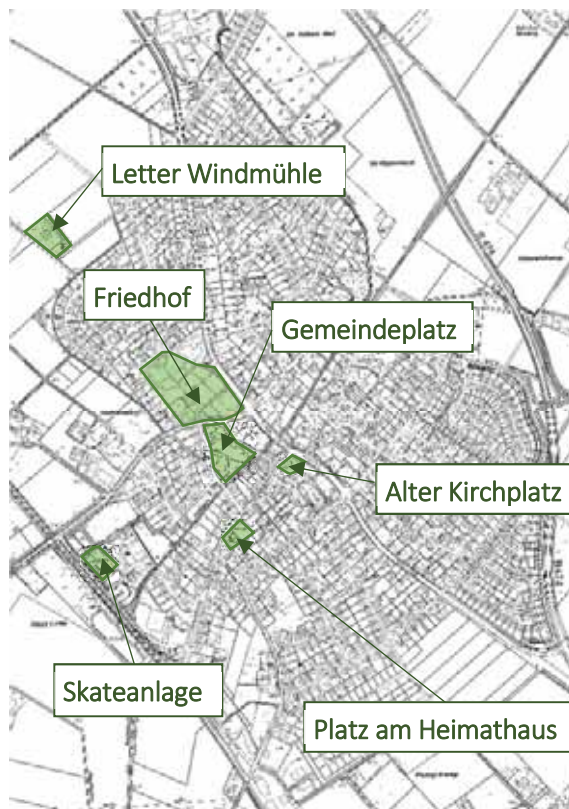 Letter Windmühle
Friedhof
Gemeindeplatz
Alter Kirchplatz
Skateanlage
Platz am Heimathaus